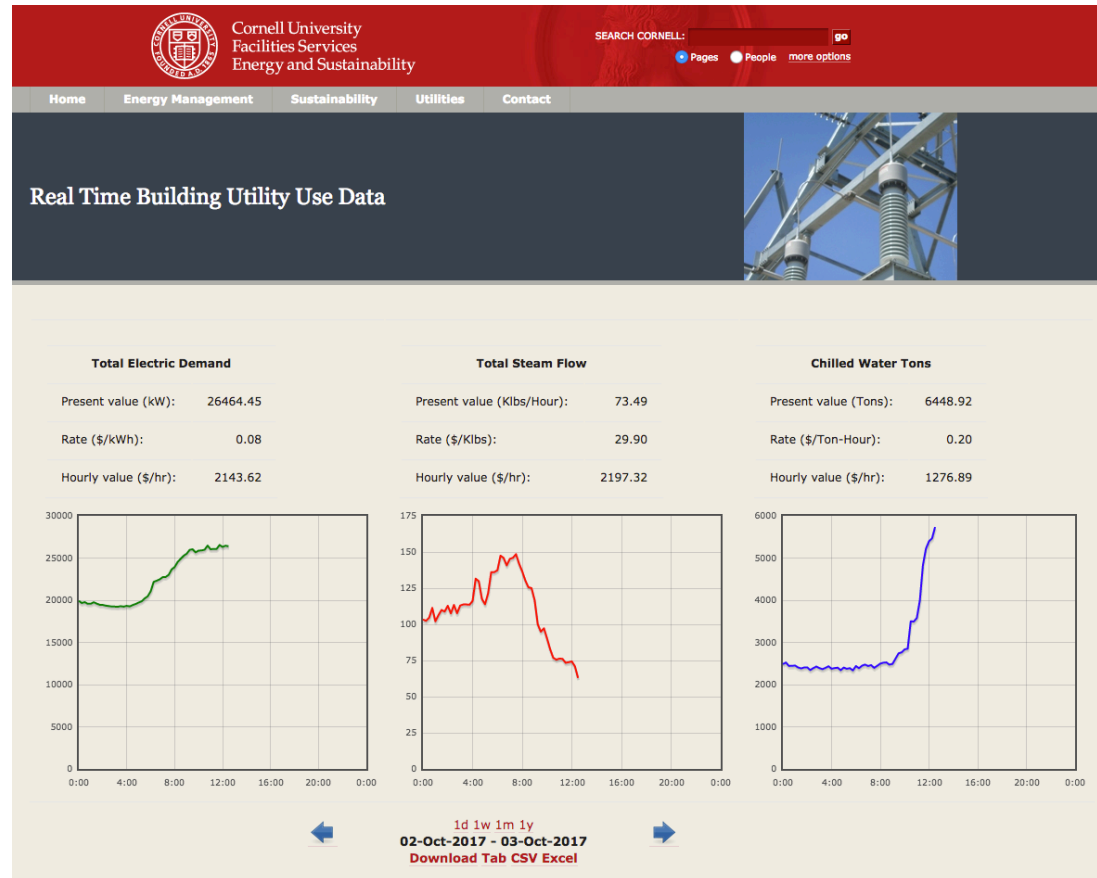 Cornell University
Facilities Services
Energy and Sustainability
SEARCH CORNELL:
go
Pages People more options
Home Energy Management Sustainability Utilities Contact
Real Time Building Utility Use Data
Total Electric Demand
Present value (kW): 26464.45
Rate ($/kWh): 0.08
Hourly value ($/hr): 2143.62
30000
25000
20000
15000
10000
5000
0
0:00 4:00 8:00 12:00 16:00 20:00 0:00
Total Steam Flow
Present value (Klbs/Hour): 73.49
Rate ($/Klbs): 29.90
Hourly value ($/hr): 2197.32
175
150
125
100
75
50
25
0
0:00 4:00 8:00 12:00 16:00 20:00 0:00
Chilled Water Tons
Present value (Tons): 6448.92
Rate ($/Ton-Hour): 0.20
Hourly value ($/hr): 1276.89
6000
5000
4000
3000
2000
1000
0
0:00 4:00 8:00 12:00 16:00 20:00 0:00
1d 1w 1m 1y
02-Oct-2017 - 03-Oct-2017
Download Tab CSV Excel